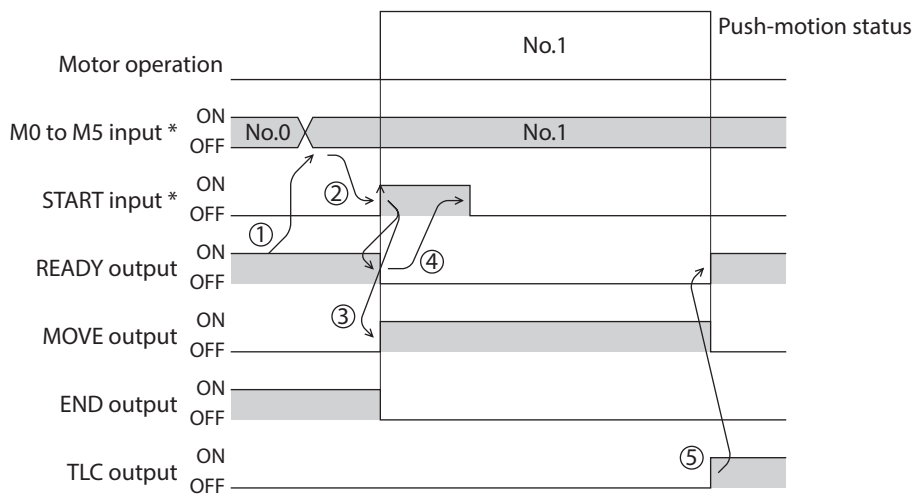 No.1
Push-motion status
Motor operation
M0 to M5 input *
ON
OFF
No.0
No.1
START input *
ON
OFF
②
①
READY output
ON
OFF
④
③
MOVE output
ON
OFF
END output
ON
OFF
TLC output
ON
OFF
⑤